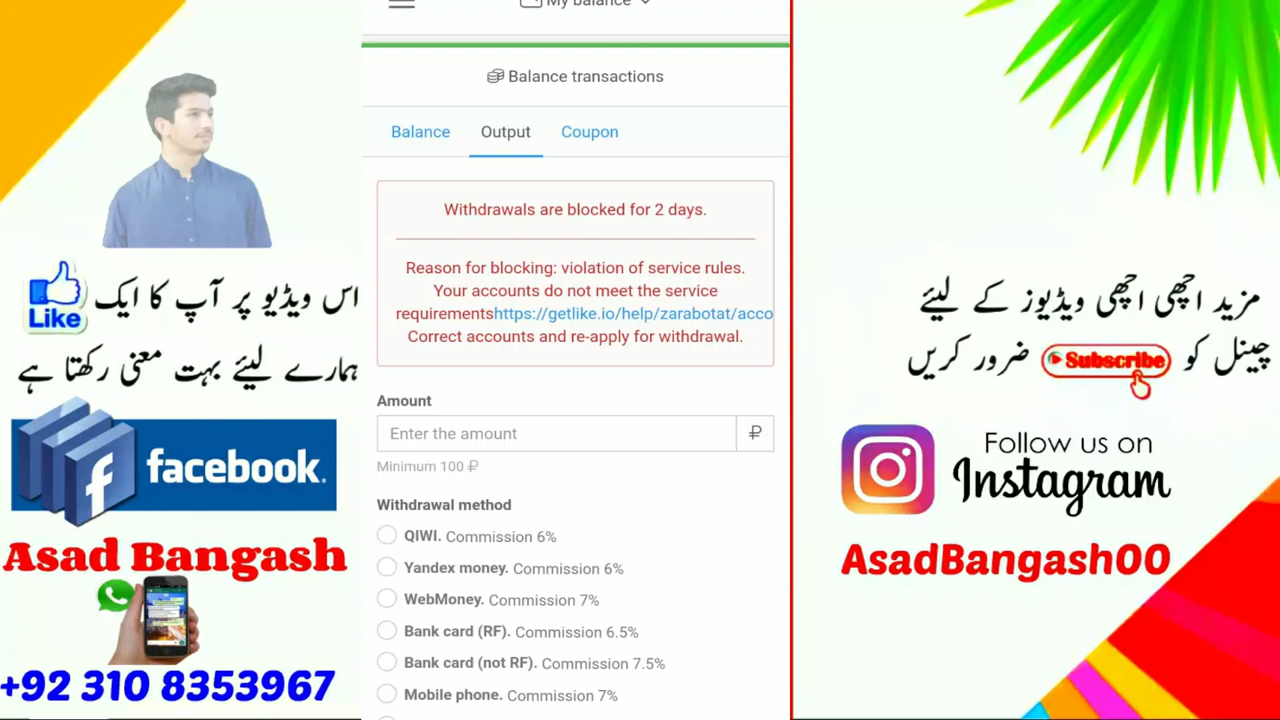 اس ویڈیو پر آپ کا ایک Like
ہمارے لیئے بہت معنی رکھتا ہے
facebook.
Asad Bangash
+92 310 8353967
My balance
Balance transactions
Balance Output Coupon
Withdrawals are blocked for 2 days.
Reason for blocking: violation of service rules.
Your accounts do not meet the service
requirementshttps://getlike.io/help/zarabotat/acco
Correct accounts and re-apply for withdrawal.
Amount
Enter the amount ₽
Minimum 100 ₽
Withdrawal method
QIWI. Commission 6%
Yandex money. Commission 6%
WebMoney. Commission 7%
Bank card (RF). Commission 6.5%
Bank card (not RF). Commission 7.5%
Mobile phone. Commission 7%
مزید اچھی اچھی ویڈیوز کے لیئے
چینل کو Subscribe ضرور کریں
Follow us on
Instagram
AsadBangash00